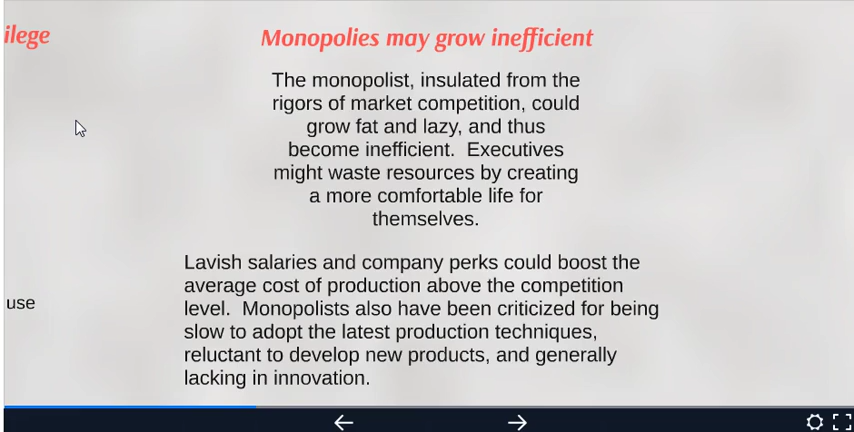 ilege
Monopolies may grow inefficient
The monopolist, insulated from the
rigors of market competition, could
grow fat and lazy, and thus
become inefficient.  Executives
might waste resources by creating
a more comfortable life for
themselves.
use
Lavish salaries and company perks could boost the
average cost of production above the competition
level.  Monopolists also have been criticized for being
slow to adopt the latest production techniques,
reluctant to develop new products, and generally
lacking in innovation.